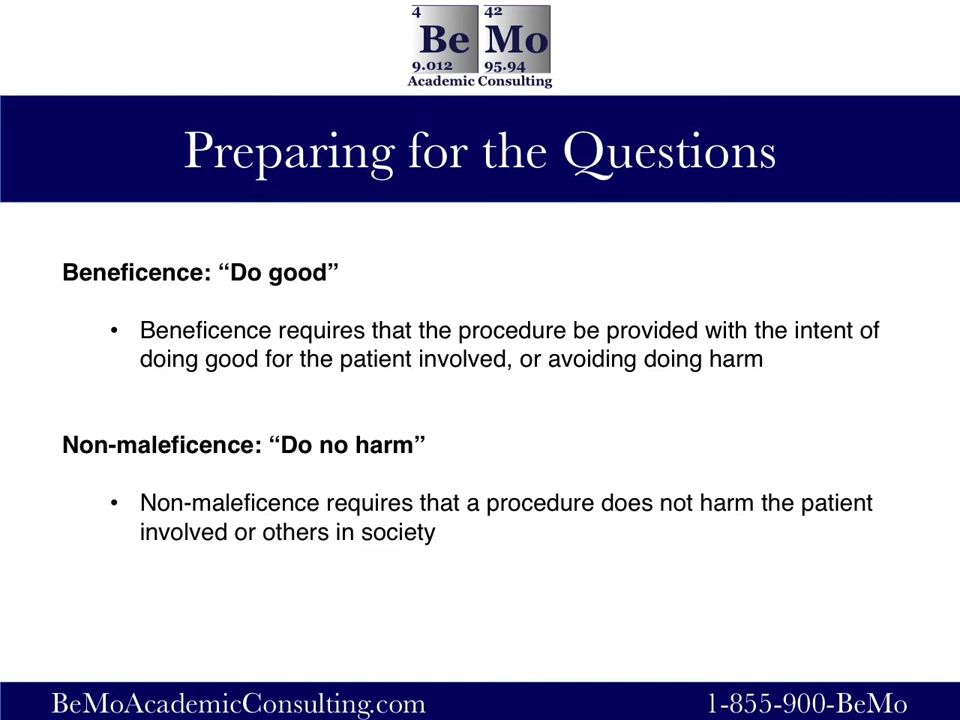 4 42
Be Mo
9.012 95.94
Academic Consulting
Preparing for the Questions
Beneficence: “Do good”
• Beneficence requires that the procedure be provided with the intent of
doing good for the patient involved, or avoiding doing harm
Non-maleficence: “Do no harm”
• Non-maleficence requires that a procedure does not harm the patient
involved or others in society
BeMoAcademicConsulting.com 1-855-900-BeMo